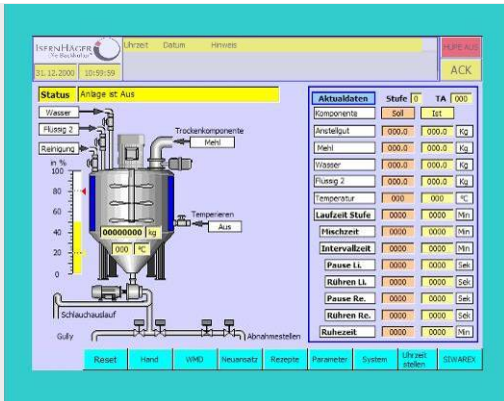 ISERNHÄGER
Uhrzeit Datum Hinweis
HUPE AUS
31.12.2000 10:59:59
ACK
Status Anlage ist Aus
Wasser
Flüssig 2
Reinigung
Trockenkomponente
Mehl
in %
100
80
60
40
20
0
Temperieren
Aus
00000000 kg
000 °C
Schlauchauslauf
Gully
Abnahmestellen
Aktualdaten Stufe 0 TA 000
Komponente Soll Ist
Anstellgut 000.0 000.0 Kg
Mehl 000.0 000.0 Kg
Wasser 000.0 000.0 Kg
Flüssig 2 000.0 000.0 Kg
Temperatur 000 000 °C
Laufzeit Stufe 0000 0000 Min
Mischzeit 0000 0000 Min
Intervallzeit 0000 0000 Min
Pause Li. 0000 0000 Sek
Rühren Li. 0000 0000 Sek
Pause Re. 0000 0000 Sek
Rühren Re. 0000 0000 Sek
Ruhezeit 0000 0000 Min
Reset Hand WMD Neuansatz Rezepte Parameter System Uhrzeit stellen SIWAREX